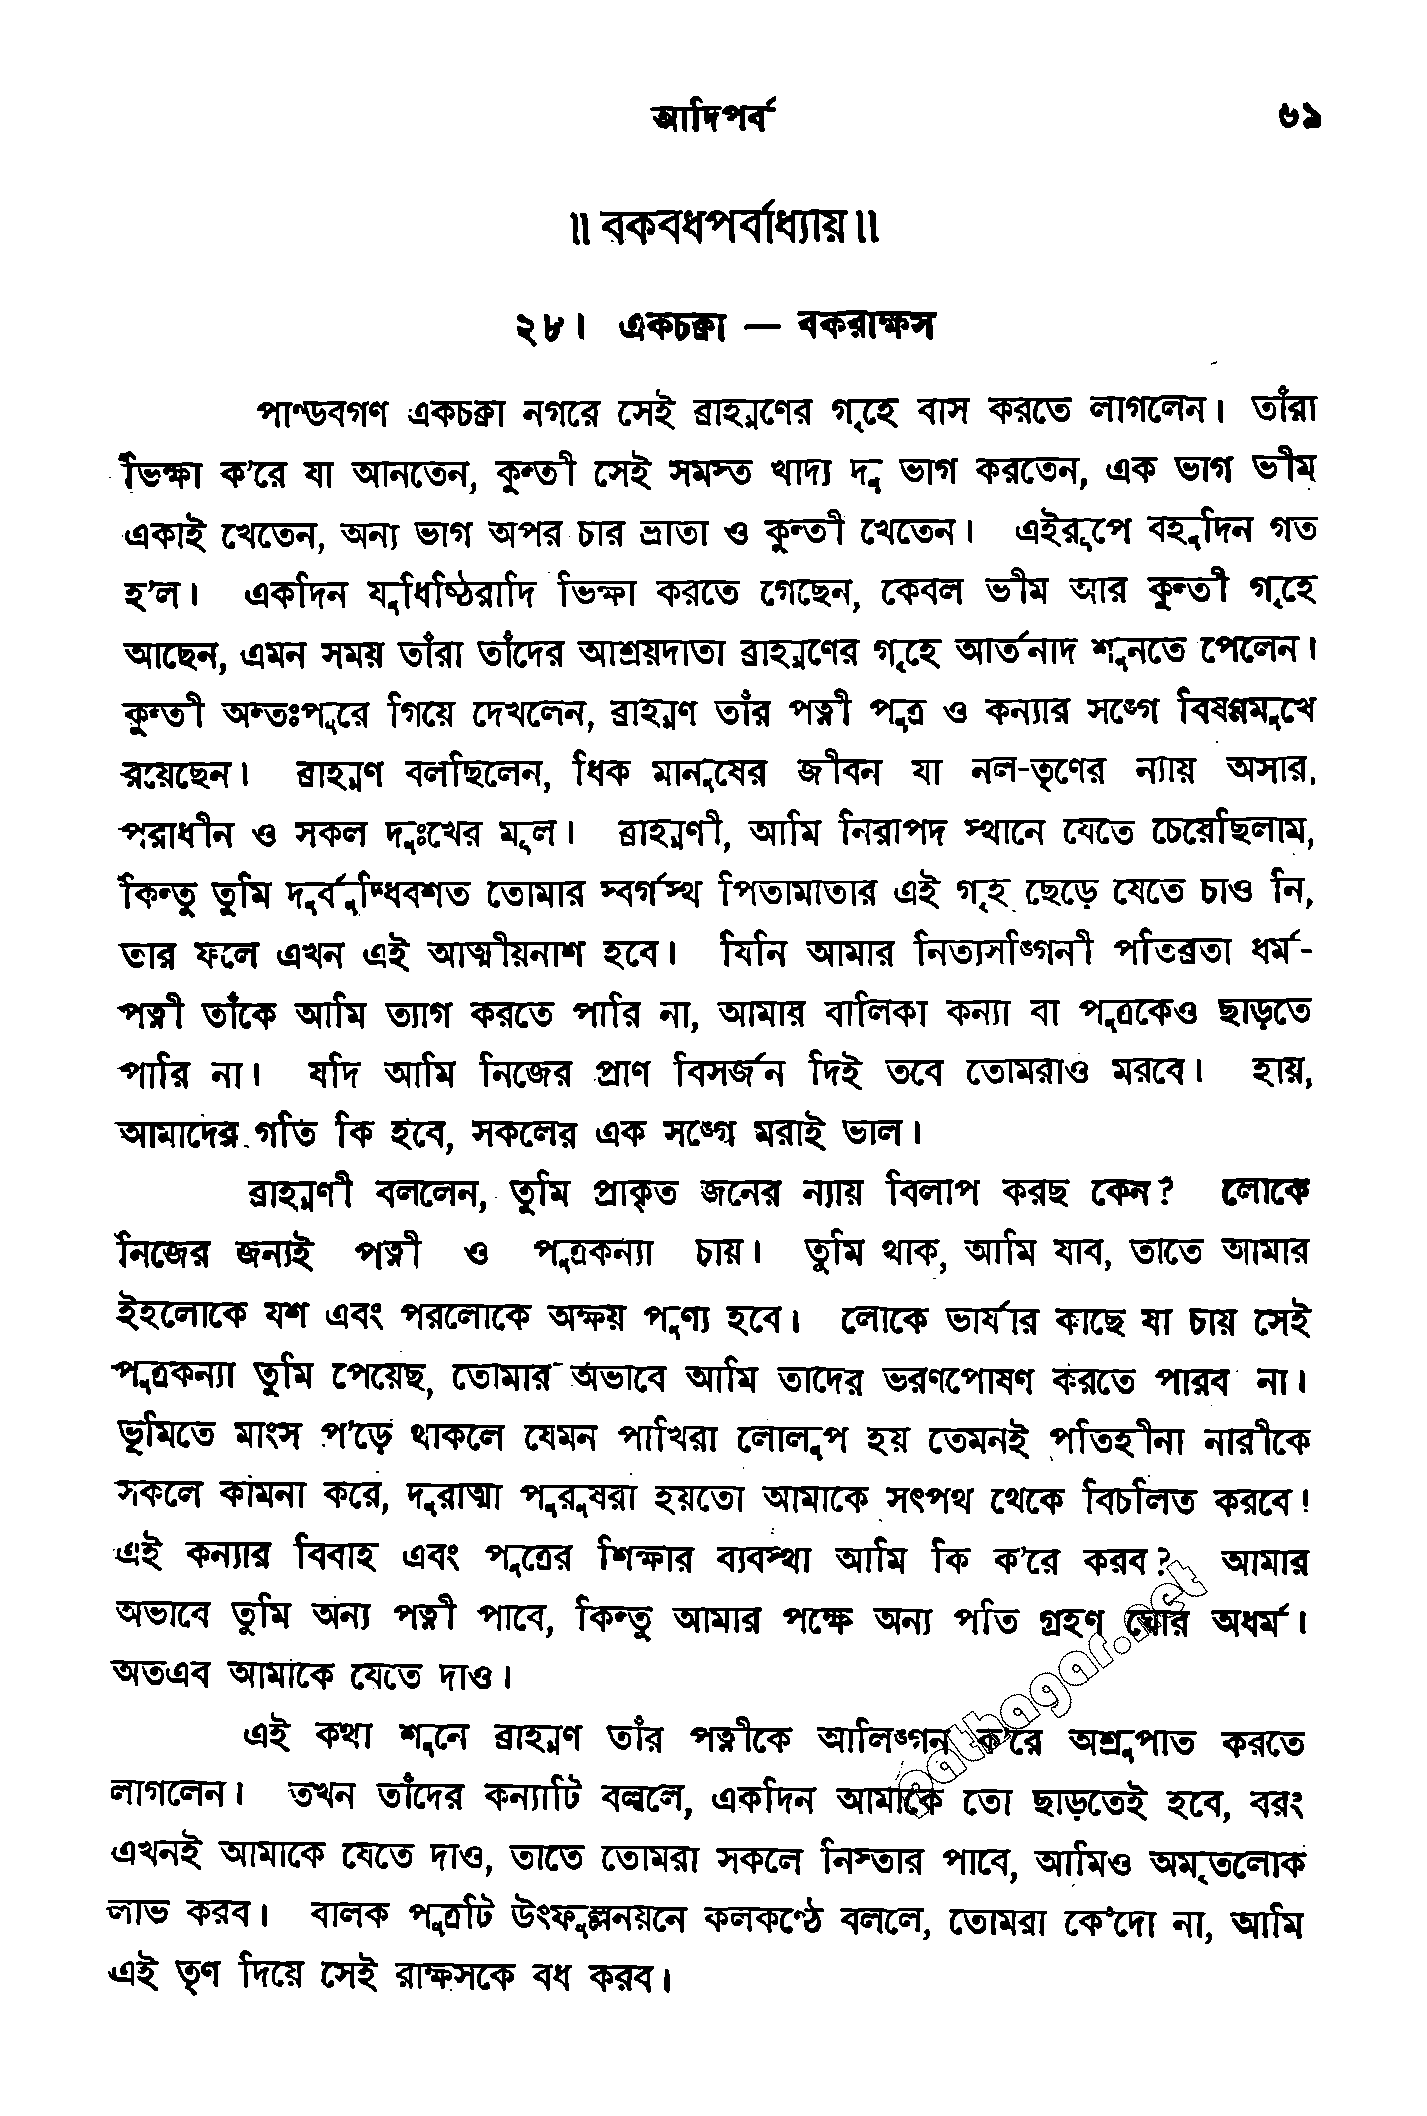 আদিপর্ব ৬৯
॥ বকবধপর্বাধ্যায় ॥
২৮। একচক্রা — বকরাক্ষস
পাণ্ডবগণ একচক্রা নগরে সেই ব্রাহ্মণের গৃহে বাস করতে লাগলেন। তাঁরা
ভিক্ষা ক'রে যা আনতেন, কুন্তী সেই সমস্ত খাদ্য দু ভাগ করতেন, এক ভাগ ভীম
একাই খেতেন, অন্য ভাগ অপর চার ভ্রাতা ও কুন্তী খেতেন। এইরূপে বহুদিন গত
হ'ল। একদিন যুধিষ্ঠিরাদি ভিক্ষা করতে গেছেন, কেবল ভীম আর কুন্তী গৃহে
আছেন, এমন সময় তাঁরা তাঁদের আশ্রয়দাতা ব্রাহ্মণের গৃহে আর্তনাদ শুনতে পেলেন।
কুন্তী অন্তঃপুরে গিয়ে দেখলেন, ব্রাহ্মণ তাঁর পত্নী পুত্র ও কন্যার সঙ্গে বিষণ্ণমুখে
রয়েছেন। ব্রাহ্মণ বলছিলেন, ধিক মানুষের জীবন যা নল-তৃণের ন্যায় অসার,
পরাধীন ও সকল দুঃখের মূল। ব্রাহ্মণী, আমি নিরাপদ স্থানে যেতে চেয়েছিলাম,
কিন্তু তুমি দুর্বুদ্ধিবশত তোমার স্বর্গস্থ পিতামাতার এই গৃহ ছেড়ে যেতে চাও নি,
তার ফলে এখন এই আত্মীয়নাশ হবে। যিনি আমার নিত্যসঙ্গিনী পতিব্রতা ধর্ম-
পত্নী তাঁকে আমি ত্যাগ করতে পারি না, আমার বালিকা কন্যা বা পুত্রকেও ছাড়তে
পারি না। যদি আমি নিজের প্রাণ বিসর্জন দিই তবে তোমরাও মরবে। হায়,
আমাদের গতি কি হবে, সকলের এক সঙ্গে মরাই ভাল।
ব্রাহ্মণী বললেন, তুমি প্রাকৃত জনের ন্যায় বিলাপ করছ কেন? লোকে
নিজের জন্যই পত্নী ও পুত্রকন্যা চায়। তুমি থাক, আমি যাব, তাতে আমার
ইহলোকে যশ এবং পরলোকে অক্ষয় পুণ্য হবে। লোকে ভার্যার কাছে যা চায় সেই
পুত্রকন্যা তুমি পেয়েছ, তোমার অভাবে আমি তাদের ভরণপোষণ করতে পারব না।
ভূমিতে মাংস প'ড়ে থাকলে যেমন পাখিরা লোলুপ হয় তেমনই পতিহীনা নারীকে
সকলে কামনা করে, দুরাত্মা পুরুষরা হয়তো আমাকে সৎপথ থেকে বিচলিত করবে!
এই কন্যার বিবাহ এবং পুত্রের শিক্ষার ব্যবস্থা আমি কি ক'রে করব? আমার
অভাবে তুমি অন্য পত্নী পাবে, কিন্তু আমার পক্ষে অন্য পতি গ্রহণ ঘোর অধর্ম।
অতএব আমাকে যেতে দাও।
এই কথা শুনে ব্রাহ্মণ তাঁর পত্নীকে আলিঙ্গন ক'রে অশ্রুপাত করতে
লাগলেন। তখন তাঁদের কন্যাটি বললে, একদিন আমাকে তো ছাড়তেই হবে, বরং
এখনই আমাকে যেতে দাও, তাতে তোমরা সকলে নিস্তার পাবে, আমিও অমৃতলোক
লাভ করব। বালক পুত্রটি উৎফুল্লনয়নে কলকণ্ঠে বললে, তোমরা কেঁদো না, আমি
এই তৃণ দিয়ে সেই রাক্ষসকে বধ করব।
pathagar.net